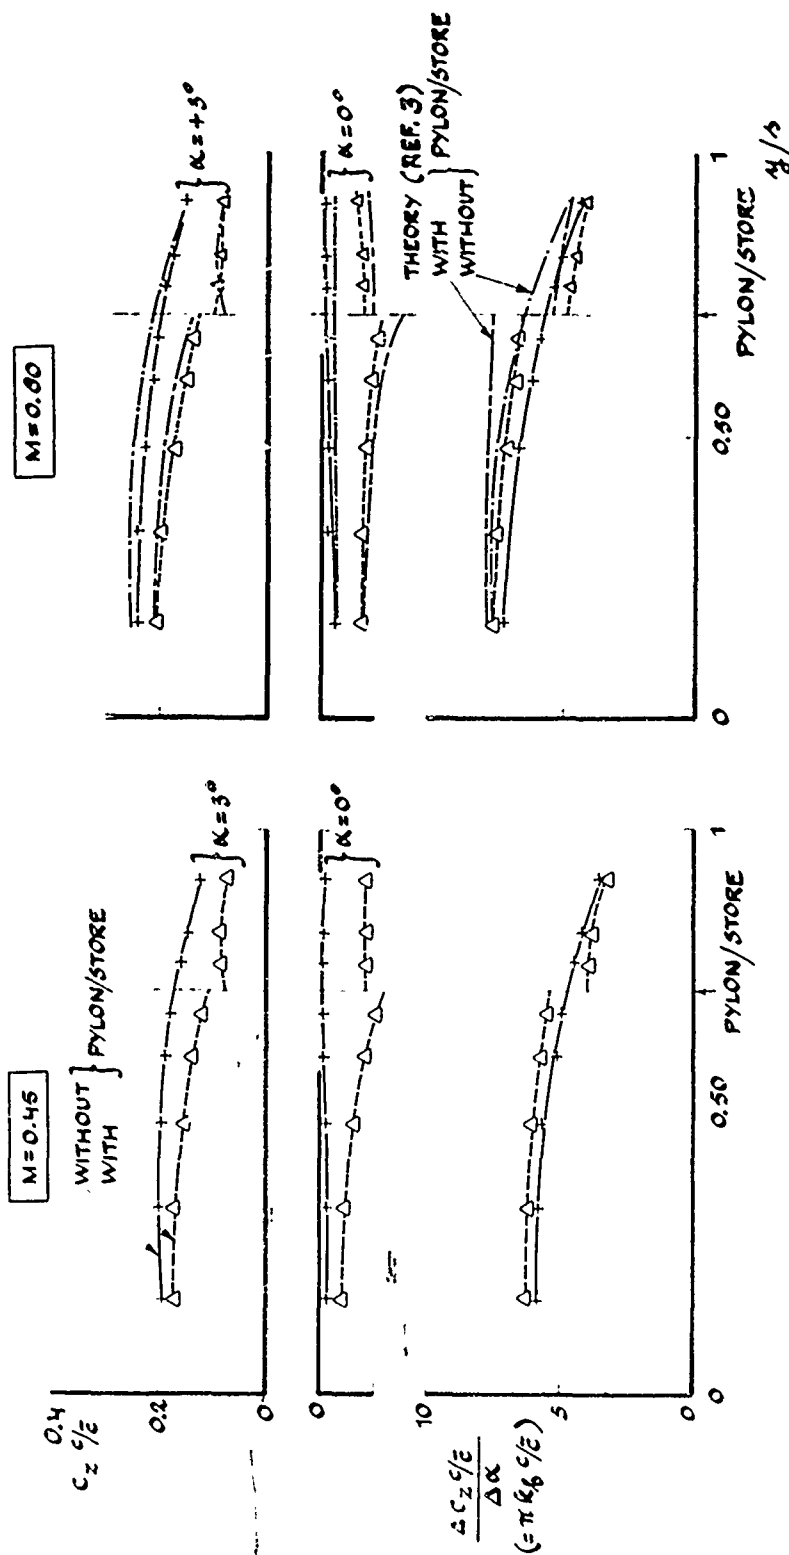 M=0.45
WITHOUT } PYLON/STORE
WITH
0.4
C_z c/c̄
0.2
0
} α=3°
0
} α=0°
10
Δ C_z c/c̄
Δα
(=π k_b c/c̄)
5
0
0
0.50
1
PYLON/STORE
M=0.80
} α=+3°
} α=0°
THEORY (REF. 3)
WITH
WITHOUT } PYLON/STORE
0
0.50
1
PYLON/STORE
y/s